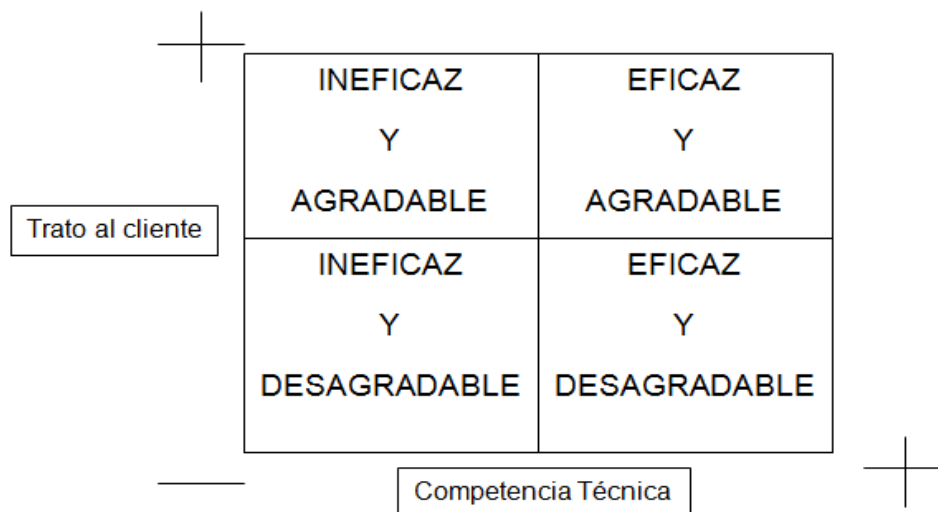 INEFICAZ
Y
AGRADABLE
EFICAZ
Y
AGRADABLE
Trato al cliente
INEFICAZ
Y
DESAGRADABLE
EFICAZ
Y
DESAGRADABLE
Competencia Técnica